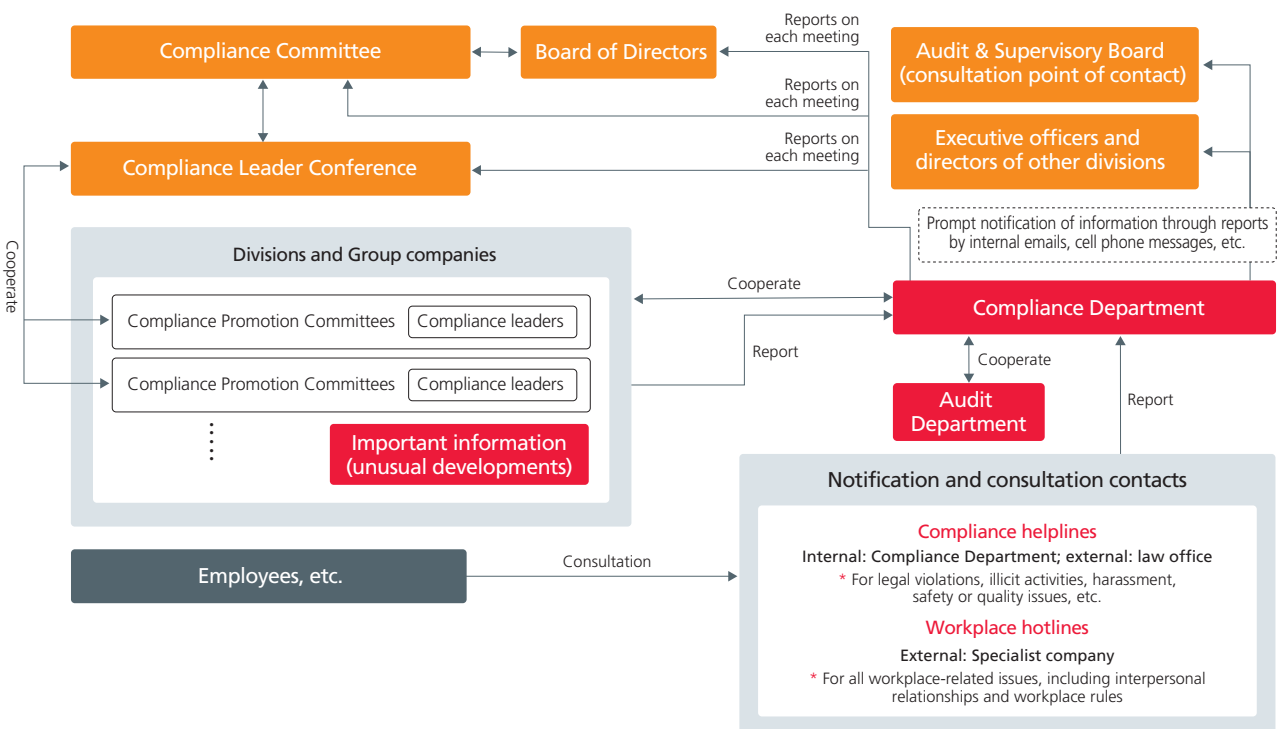 Compliance Committee
Board of Directors
Reports on
each meeting
Audit & Supervisory Board
(consultation point of contact)
Reports on
each meeting
Compliance Leader Conference
Reports on
each meeting
Executive officers and
directors of other divisions
Prompt notification of information through reports
by internal emails, cell phone messages, etc.
Cooperate
Divisions and Group companies
Compliance Promotion Committees
Compliance leaders
Compliance Promotion Committees
Compliance leaders
Important information
(unusual developments)
Cooperate
Report
Compliance Department
Cooperate
Audit
Department
Report
Employees, etc.
Consultation
Notification and consultation contacts
Compliance helplines
Internal: Compliance Department; external: law office
* For legal violations, illicit activities, harassment,
safety or quality issues, etc.
Workplace hotlines
External: Specialist company
* For all workplace-related issues, including interpersonal
relationships and workplace rules